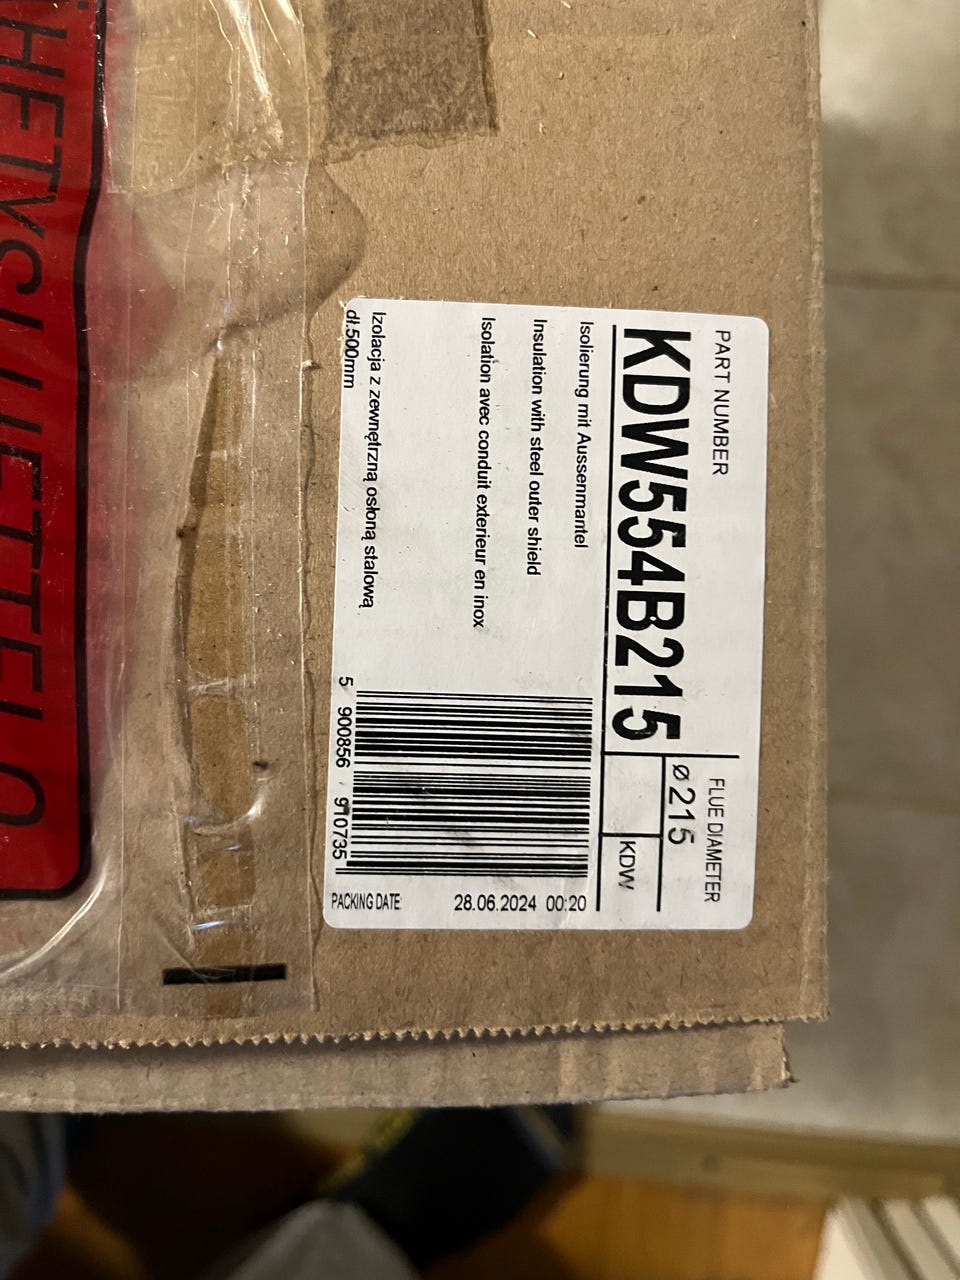 PART NUMBER
KDW554B215
FLUE DIAMETER
ø 215
KDW
Isolierung mit Aussenmantel
Insulation with steel outer shield
Isolation avec conduit exterieur en inox
Izolacja z zewnętrzną osłoną stalową
dł.500mm
5 900856 910735
PACKING DATE: 28.06.2024 00:20